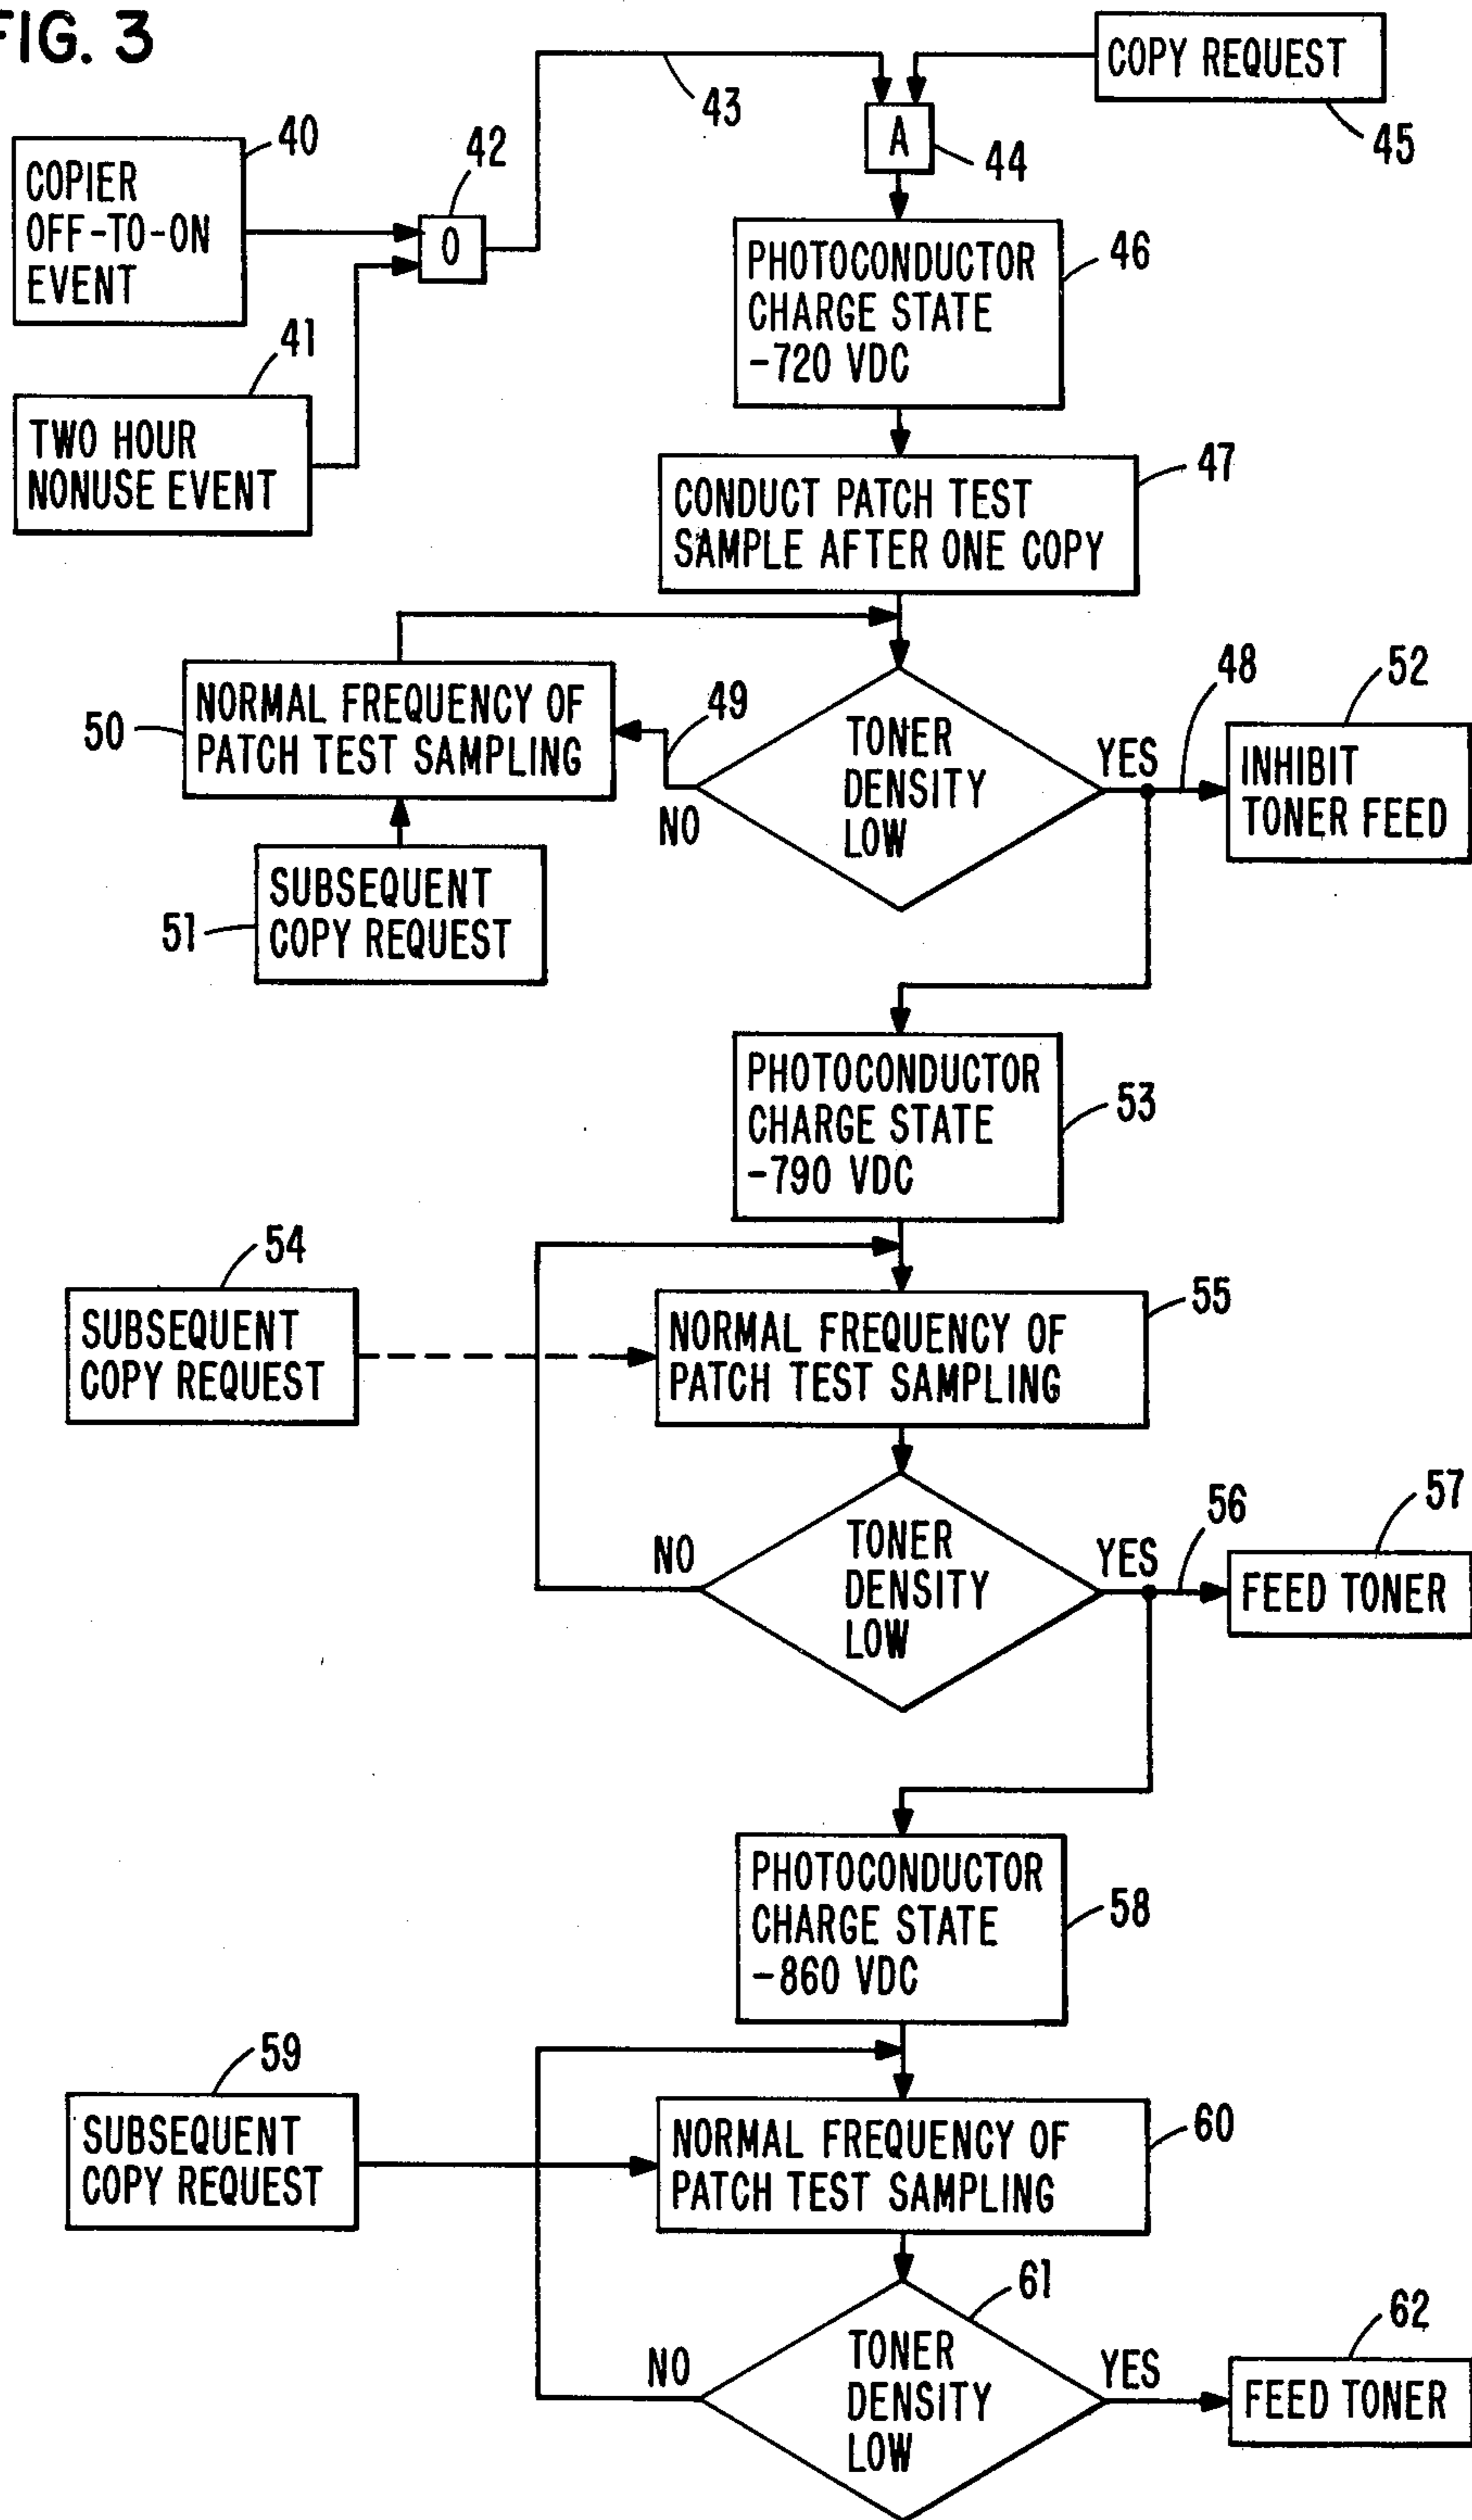 FIG. 3
COPY REQUEST
45
43
A
44
40
COPIER
OFF-TO-ON
EVENT
42
O
41
TWO HOUR
NONUSE EVENT
PHOTOCONDUCTOR
CHARGE STATE
-720 VDC
46
CONDUCT PATCH TEST
SAMPLE AFTER ONE COPY
47
50
NORMAL FREQUENCY OF
PATCH TEST SAMPLING
49
NO
TONER
DENSITY
LOW
YES
48
52
INHIBIT
TONER FEED
51
SUBSEQUENT
COPY REQUEST
PHOTOCONDUCTOR
CHARGE STATE
-790 VDC
53
54
SUBSEQUENT
COPY REQUEST
NORMAL FREQUENCY OF
PATCH TEST SAMPLING
55
NO
TONER
DENSITY
LOW
YES
56
57
FEED TONER
PHOTOCONDUCTOR
CHARGE STATE
-860 VDC
58
59
SUBSEQUENT
COPY REQUEST
NORMAL FREQUENCY OF
PATCH TEST SAMPLING
60
61
NO
TONER
DENSITY
LOW
YES
62
FEED TONER